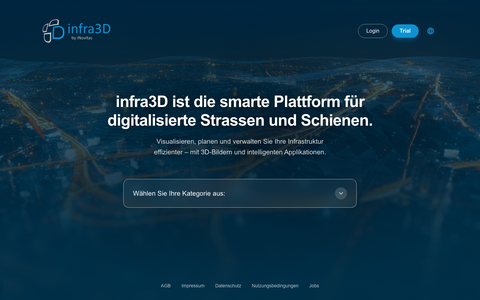 infra3D
by iNovitas
Login
Trial
infra3D ist die smarte Plattform für
digitalisierte Strassen und Schienen.
Visualisieren, planen und verwalten Sie Ihre Infrastruktur
effizienter – mit 3D-Bildern und intelligenten Applikationen.
Wählen Sie Ihre Kategorie aus:
AGB Impressum Datenschutz Nutzungsbedingungen Jobs